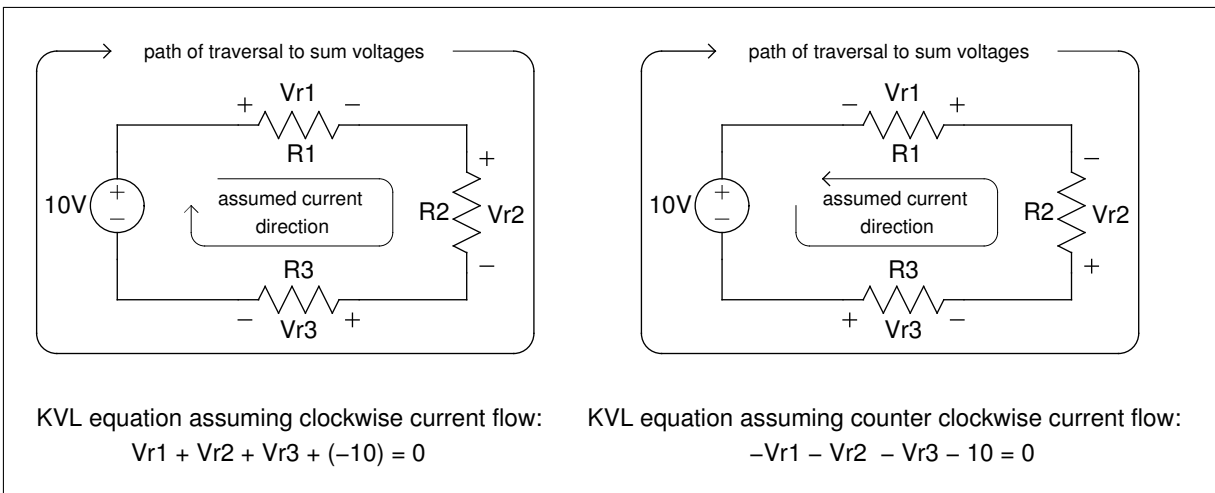 path of traversal to sum voltages
+ Vr1 −
R1
+
10V
+
−
assumed current
direction
R2
Vr2
−
R3
− Vr3 +
KVL equation assuming clockwise current flow:
Vr1 + Vr2 + Vr3 + (−10) = 0
path of traversal to sum voltages
− Vr1 +
R1
−
10V
+
−
assumed current
direction
R2
Vr2
+
R3
+ Vr3 −
KVL equation assuming counter clockwise current flow:
−Vr1 − Vr2 − Vr3 − 10 = 0